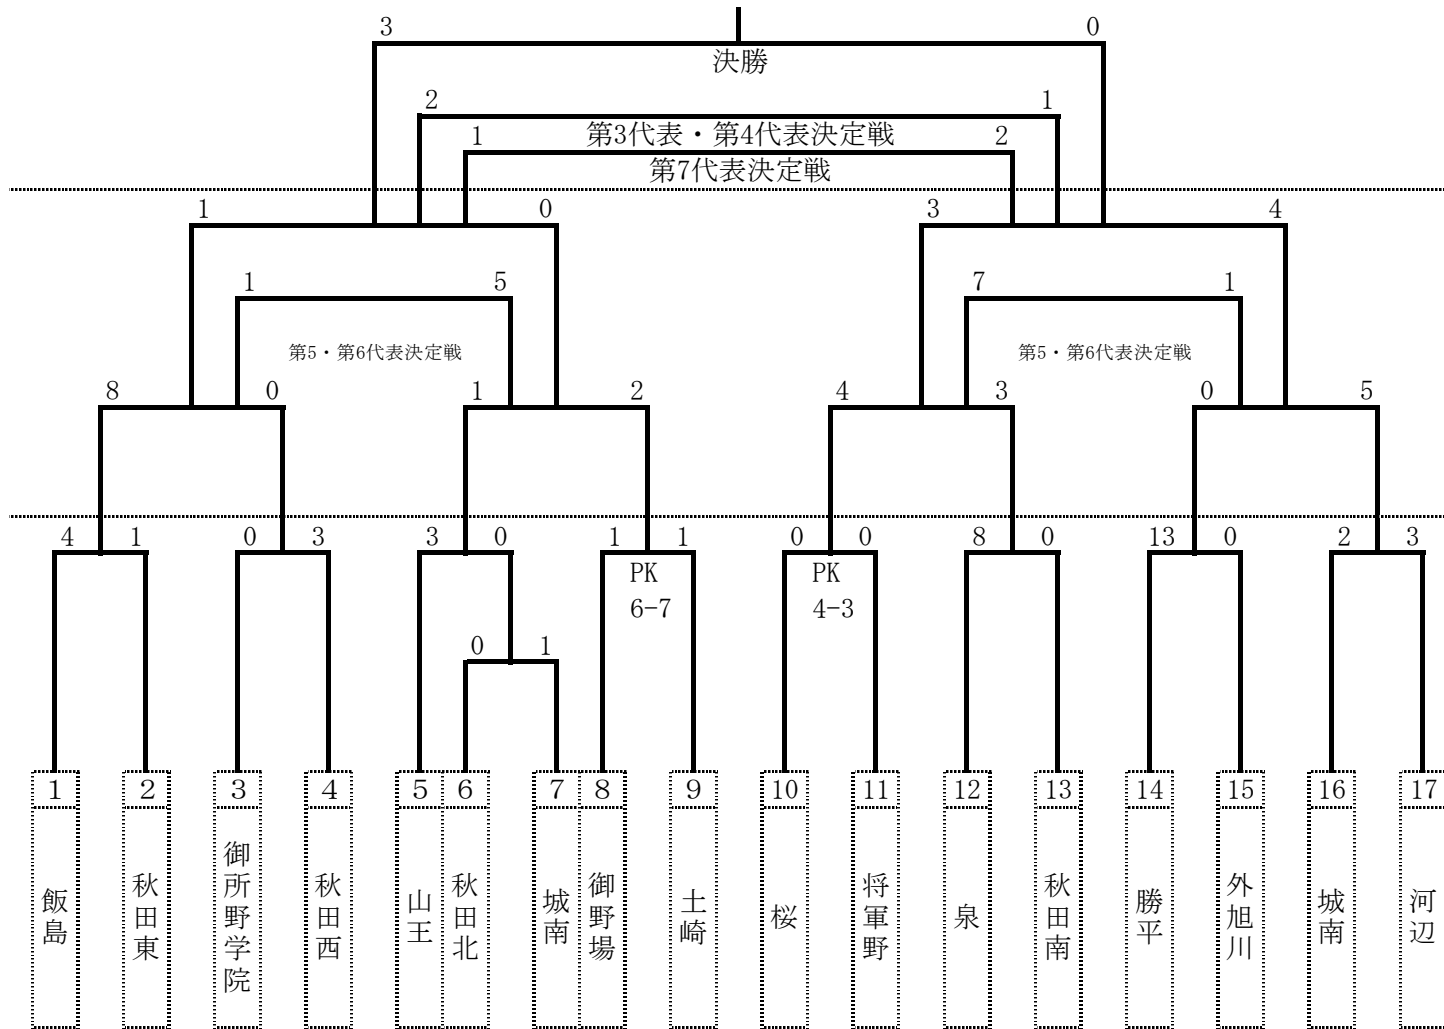 3 0
決勝
2 1
1 第3代表・第4代表決定戦 2
第7代表決定戦
1 0 3 4
1 5 7 1
第5・第6代表決定戦 第5・第6代表決定戦
8 0 1 2 4 3 0 5
4 1 0 3 3 0 1 1 0 0 8 0 13 0 2 3
PK PK
6-7 4-3
0 1
1 2 3 4 5 6 7 8 9 10 11 12 13 14 15 16 17
飯島
秋田東
御所野学院
秋田西
山王
秋田北
城南
御野場
土崎
桜
将軍野
泉
秋田南
勝平
外旭川
城南
河辺